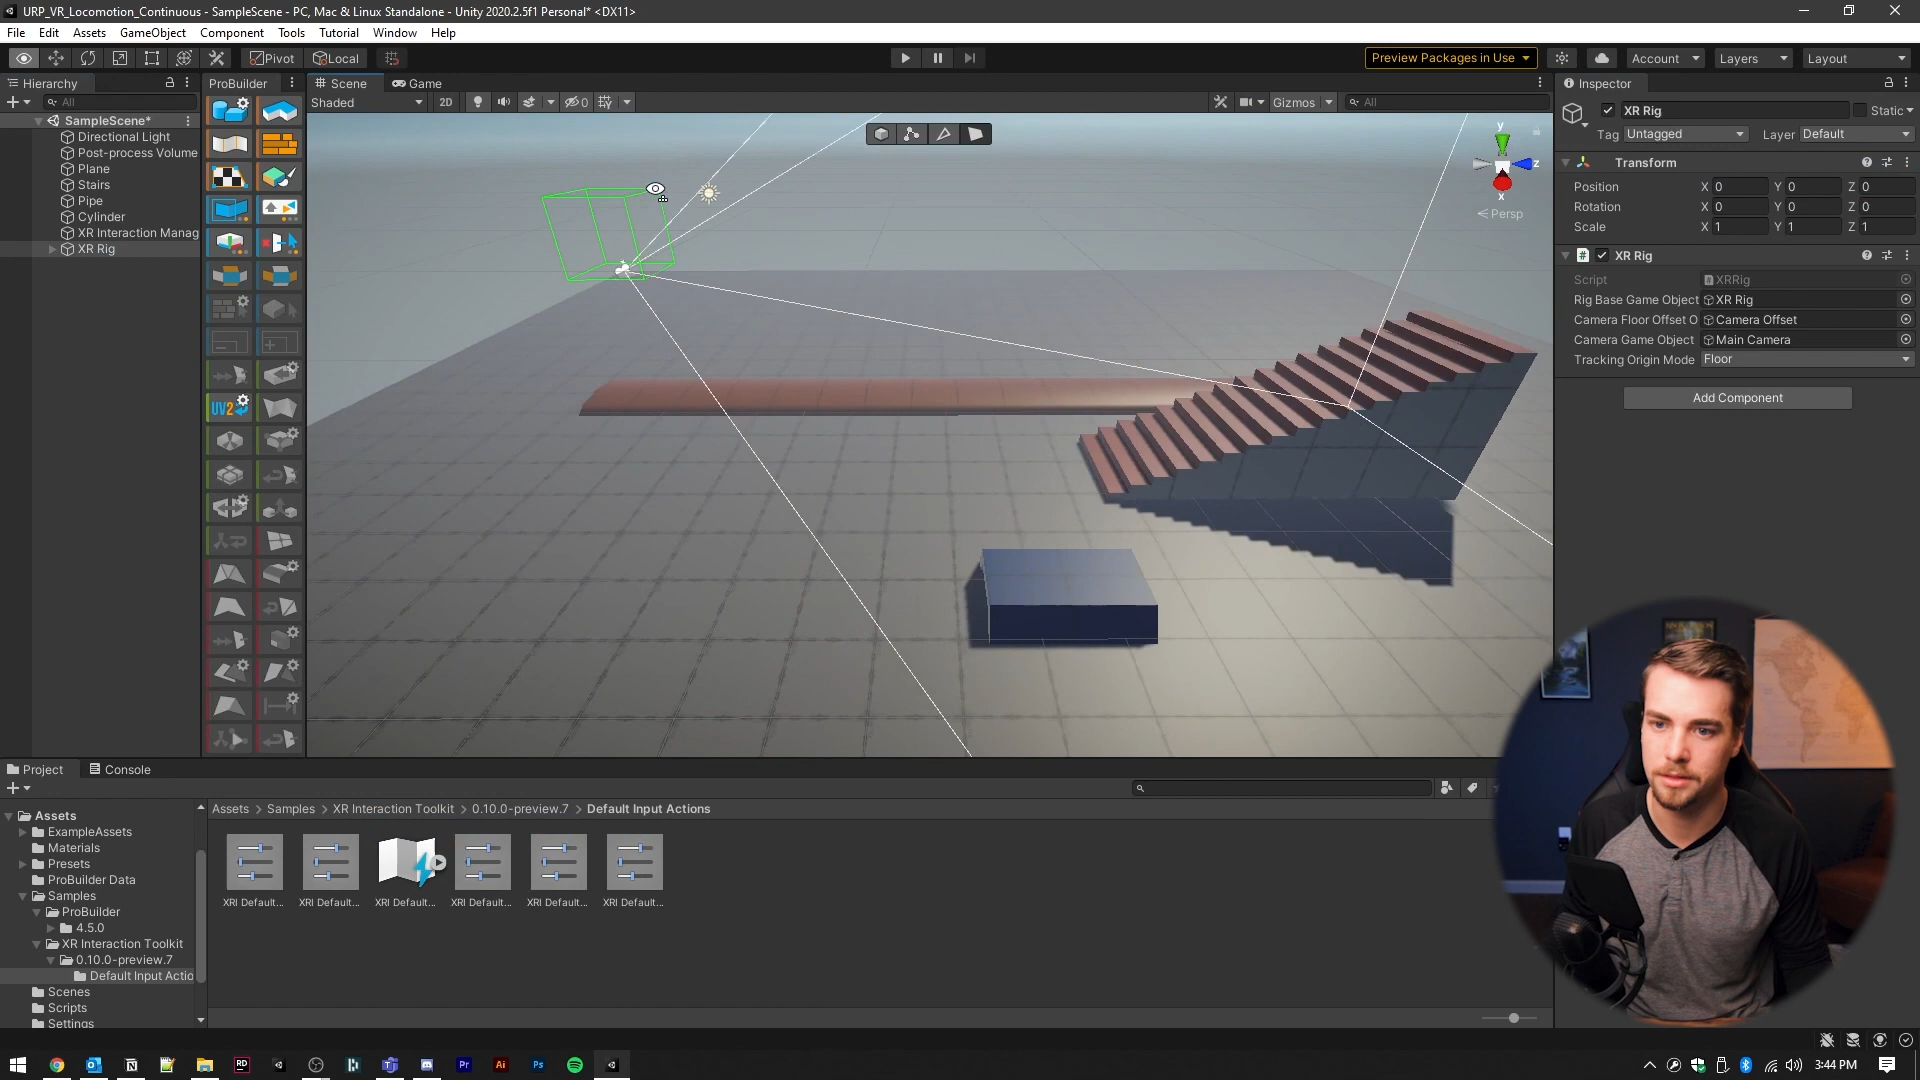 URP_VR_Locomotion_Continuous - SampleScene - PC, Mac & Linux Standalone - Unity 2020.2.5f1 Personal* <DX11>
File Edit Assets GameObject Component Tools Tutorial Window Help
Pivot Local Preview Packages in Use Account Layers Layout
Hierarchy ProBuilder Scene Game Inspector
All Shaded 2D 0 Gizmos All
XR Rig Static
Tag Untagged Layer Default
SampleScene*
Directional Light
Post-process Volume
Plane
Stairs
Pipe
Cylinder
XR Interaction Manag
XR Rig
UV2
y
z
x
Persp
Transform
Position X 0 Y 0 Z 0
Rotation X 0 Y 0 Z 0
Scale X 1 Y 1 Z 1
XR Rig
Script XRRig
Rig Base Game Object XR Rig
Camera Floor Offset O Camera Offset
Camera Game Object Main Camera
Tracking Origin Mode Floor
Add Component
Project Console
Assets
ExampleAssets
Materials
Presets
ProBuilder Data
Samples
ProBuilder
4.5.0
XR Interaction Toolkit
0.10.0-preview.7
Default Input Actio
Scenes
Scripts
Settings
Assets > Samples > XR Interaction Toolkit > 0.10.0-preview.7 > Default Input Actions
XRI Default... XRI Default... XRI Default... XRI Default... XRI Default... XRI Default...
RD Pr Ai Ps 3:44 PM